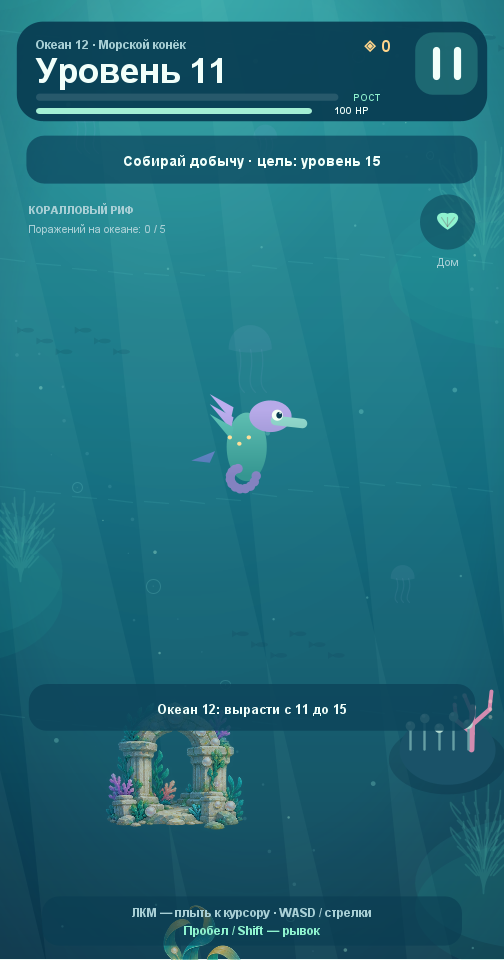 Океан 12 · Морской конёк
0
Уровень 11
РОСТ
100 HP
Собирай добычу · цель: уровень 15
КОРАЛЛОВЫЙ РИФ
Поражений на океане: 0 / 5
Дом
Океан 12: вырасти с 11 до 15
ЛКМ — плыть к курсору · WASD / стрелки
Пробел / Shift — рывок